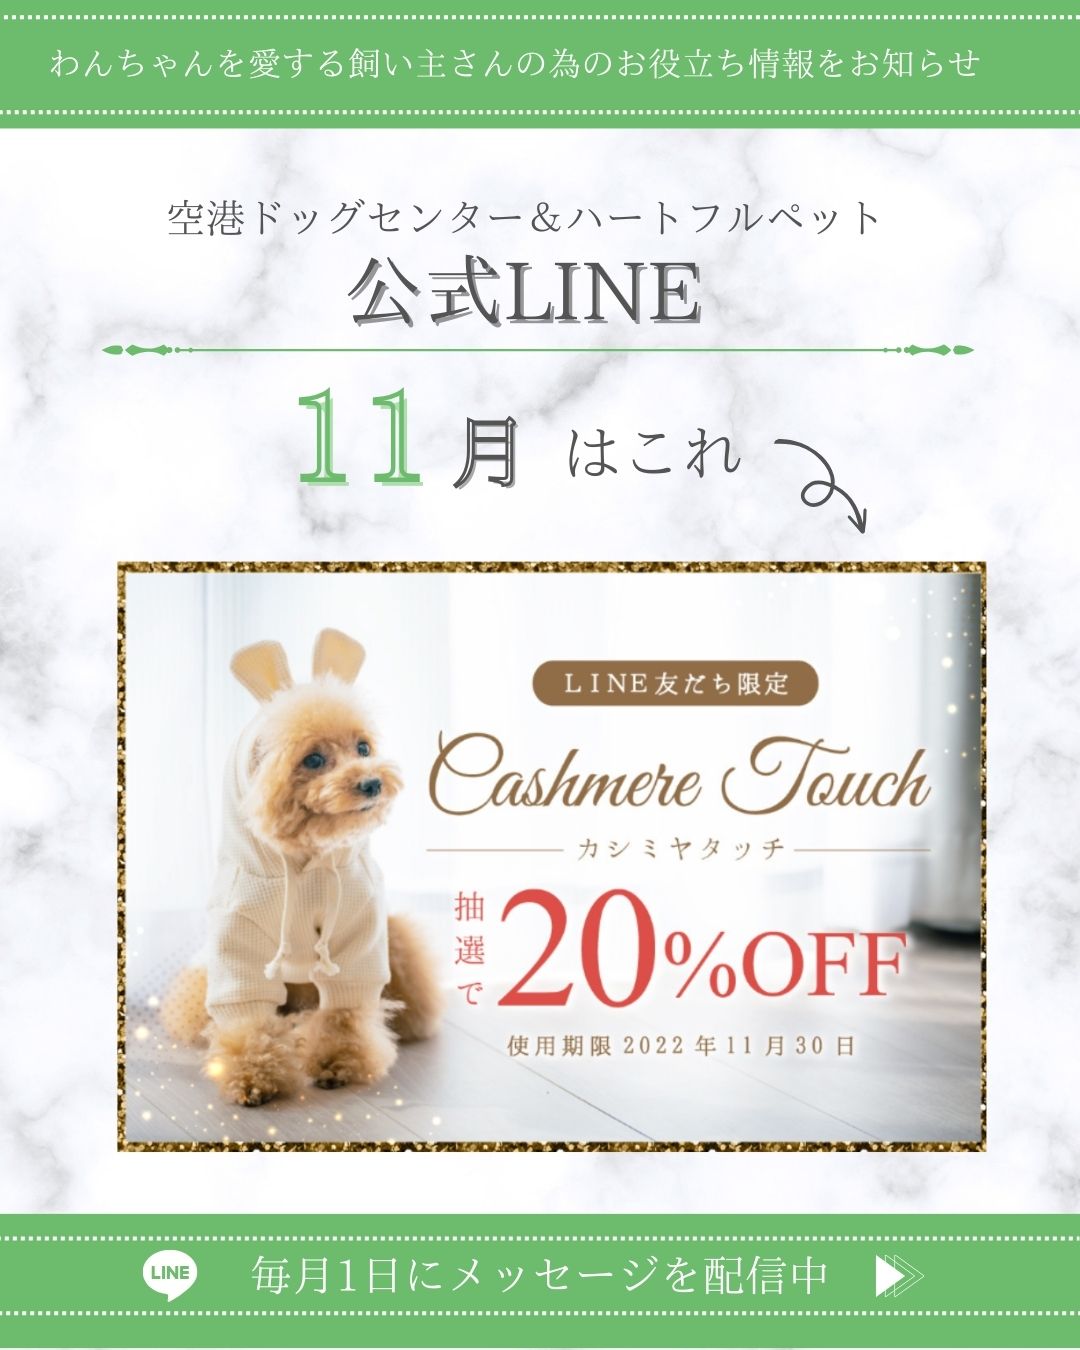 わんちゃんを愛する飼い主さんの為のお役立ち情報をお知らせ
空港ドッグセンター＆ハートフルペット
公式LINE
11月 はこれ
LINE友だち限定
Cashmere Touch
カシミヤタッチ
抽選で
20%OFF
使用期限 2022年11月30日
LINE
毎月1日にメッセージを配信中